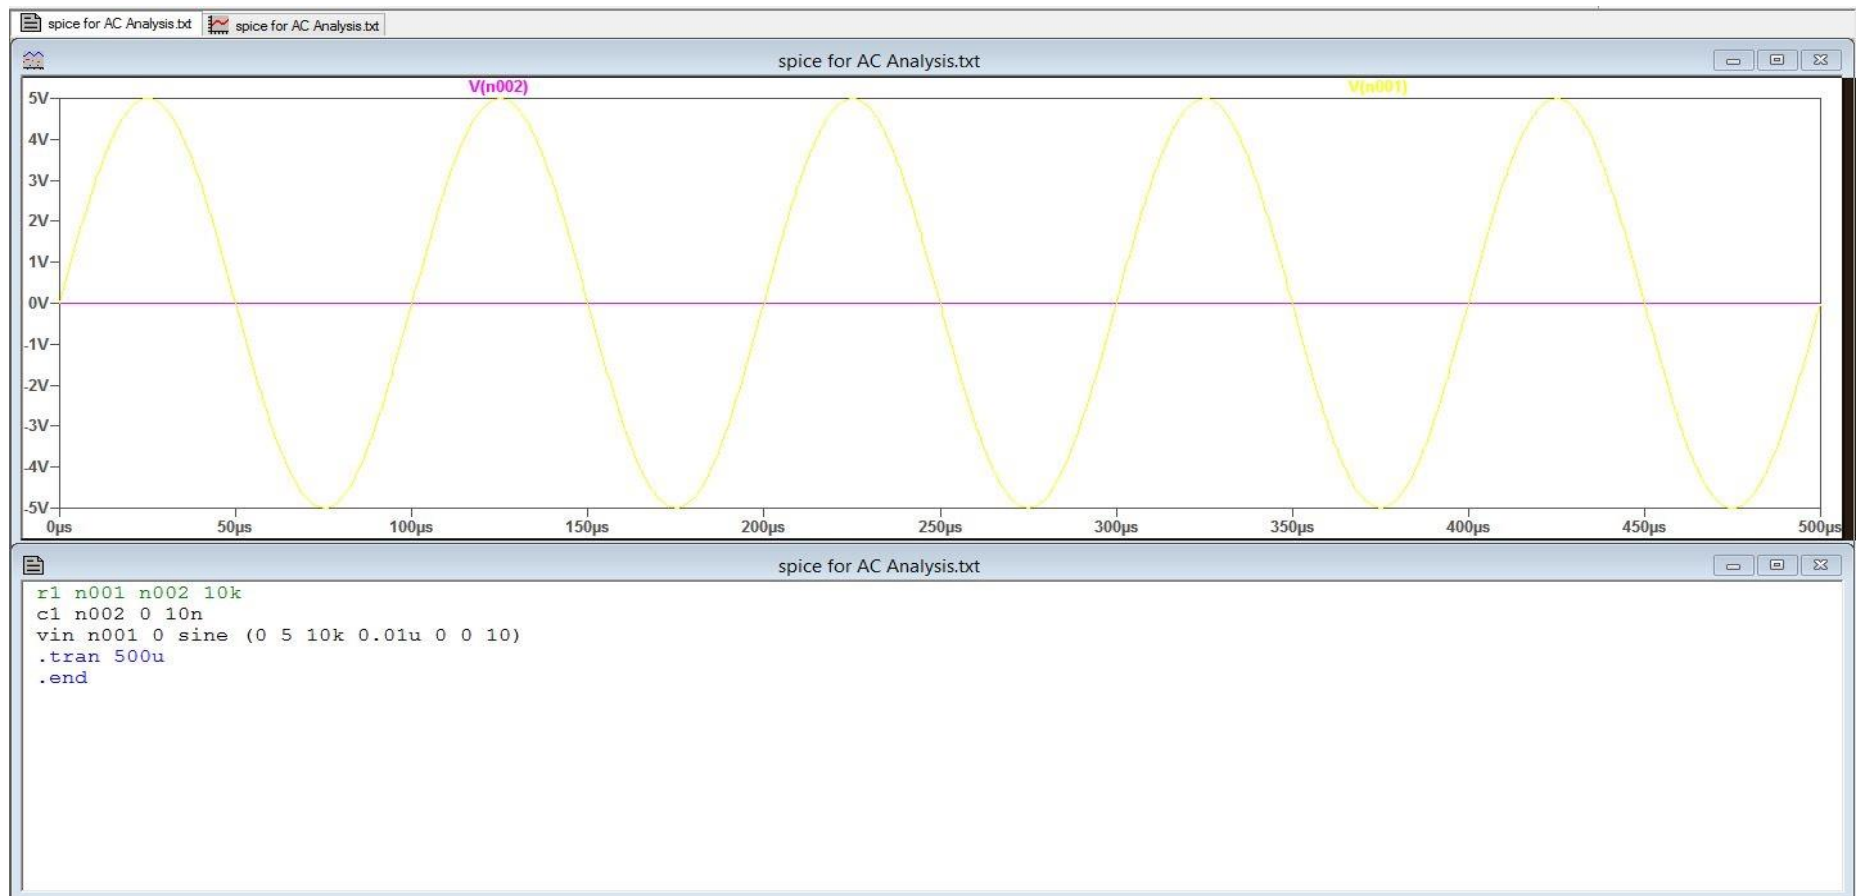 spice for AC Analysis.txt spice for AC Analysis.txt
spice for AC Analysis.txt
V(n002) V(n001)
5V
4V
3V
2V
1V
0V
-1V
-2V
-3V
-4V
-5V
0µs 50µs 100µs 150µs 200µs 250µs 300µs 350µs 400µs 450µs 500µs
spice for AC Analysis.txt
r1 n001 n002 10k
c1 n002 0 10n
vin n001 0 sine (0 5 10k 0.01u 0 0 10)
.tran 500u
.end